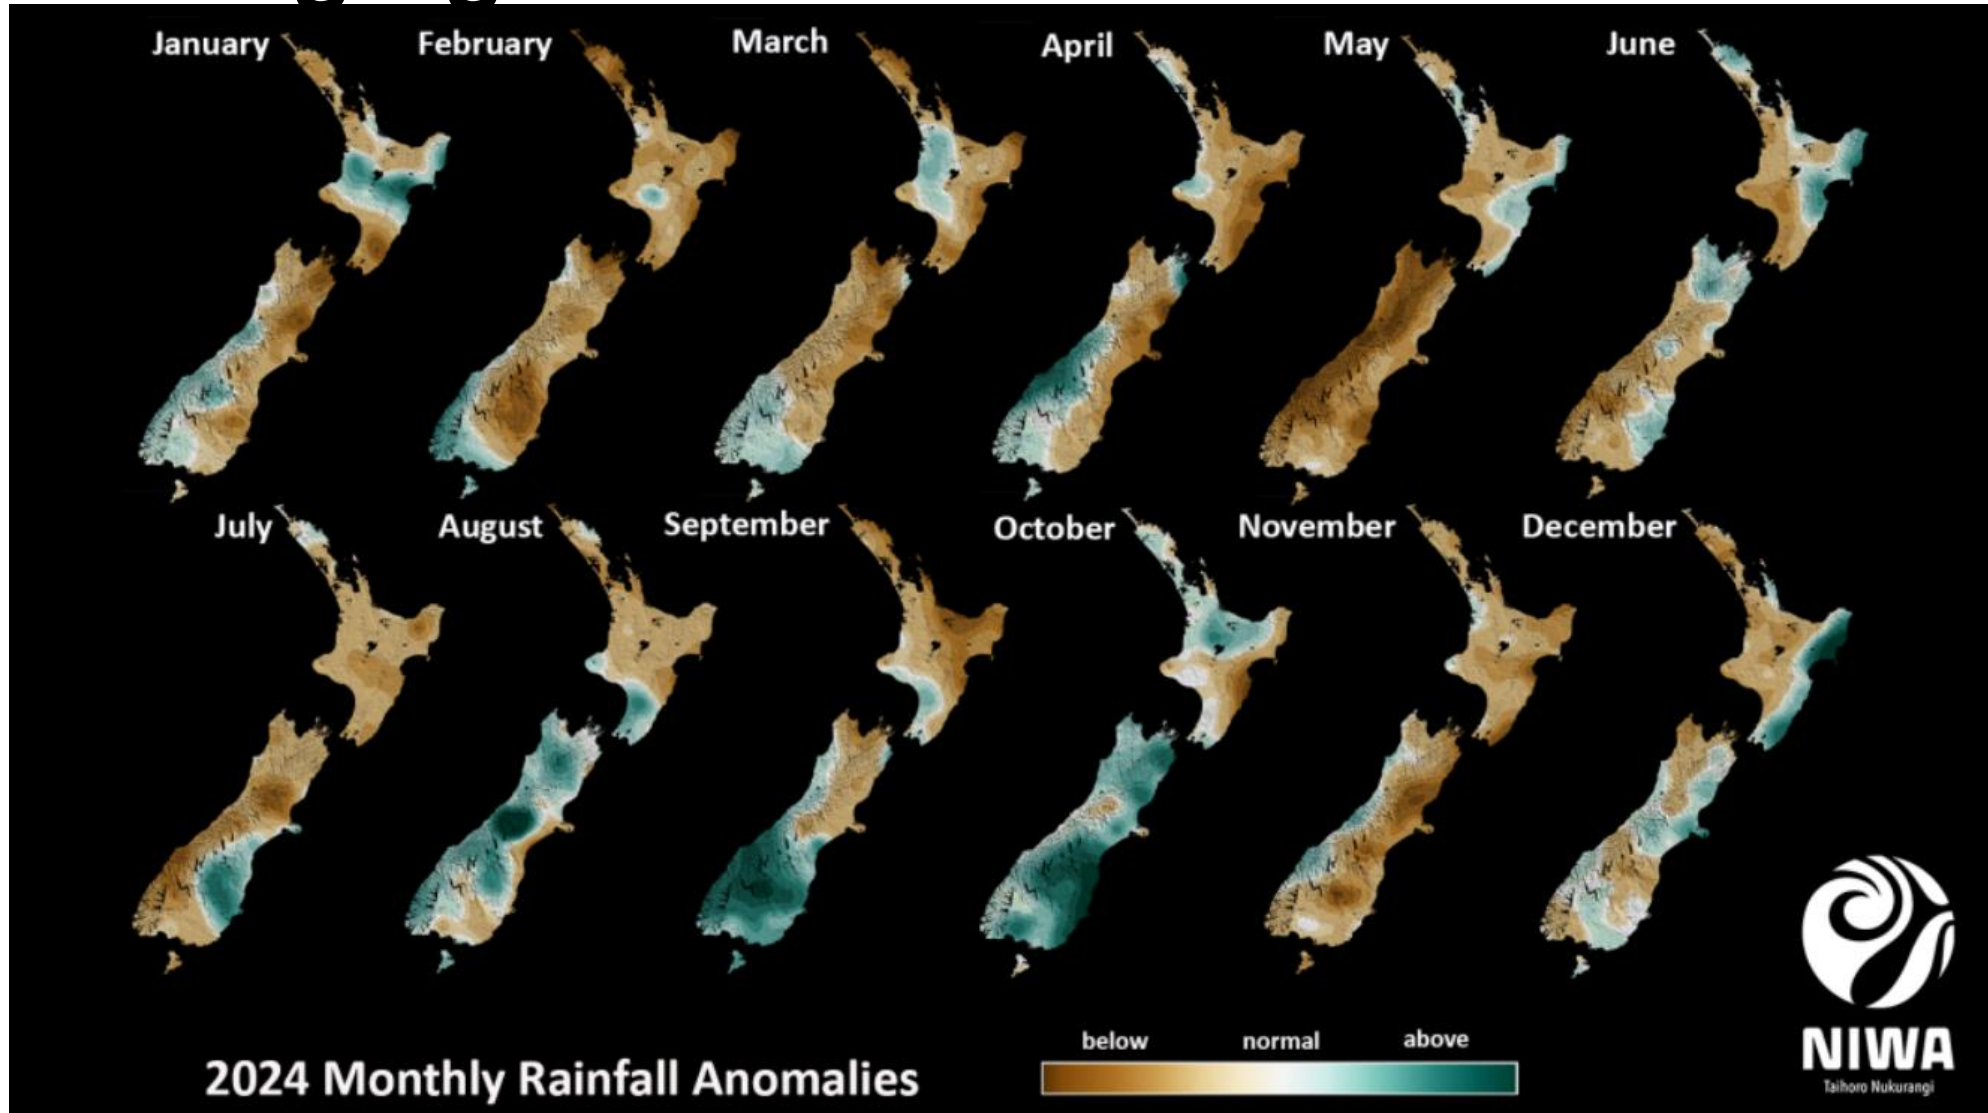 January
February
March
April
May
June
July
August
September
October
November
December
below
normal
above
2024 Monthly Rainfall Anomalies
NIWA
Taihoro Nukurangi